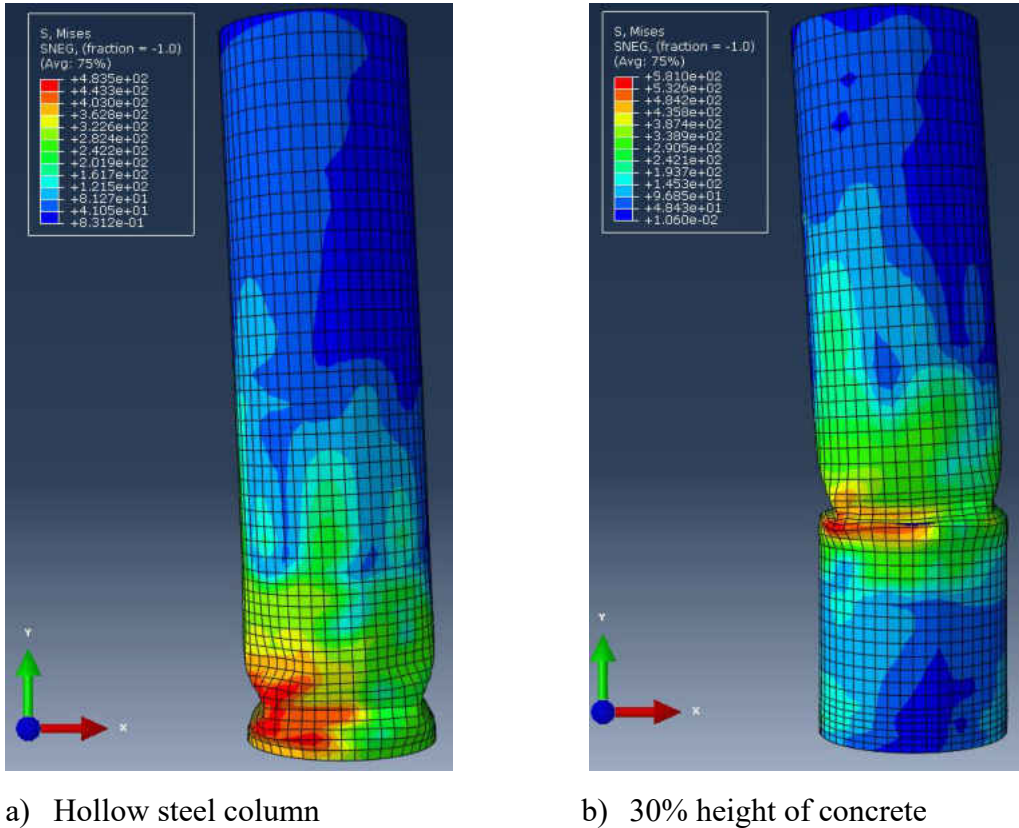 S, Mises
SNEG, (fraction = -1.0)
(Avg: 75%)
+4.835e+02
+4.433e+02
+4.030e+02
+3.628e+02
+3.226e+02
+2.824e+02
+2.422e+02
+2.019e+02
+1.617e+02
+1.215e+02
+8.127e+01
+4.105e+01
+8.312e-01
Y
X
a) Hollow steel column
S, Mises
SNEG, (fraction = -1.0)
(Avg: 75%)
+5.810e+02
+5.326e+02
+4.842e+02
+4.358e+02
+3.874e+02
+3.389e+02
+2.905e+02
+2.421e+02
+1.937e+02
+1.453e+02
+9.685e+01
+4.843e+01
+1.060e-02
Y
X
b) 30% height of concrete